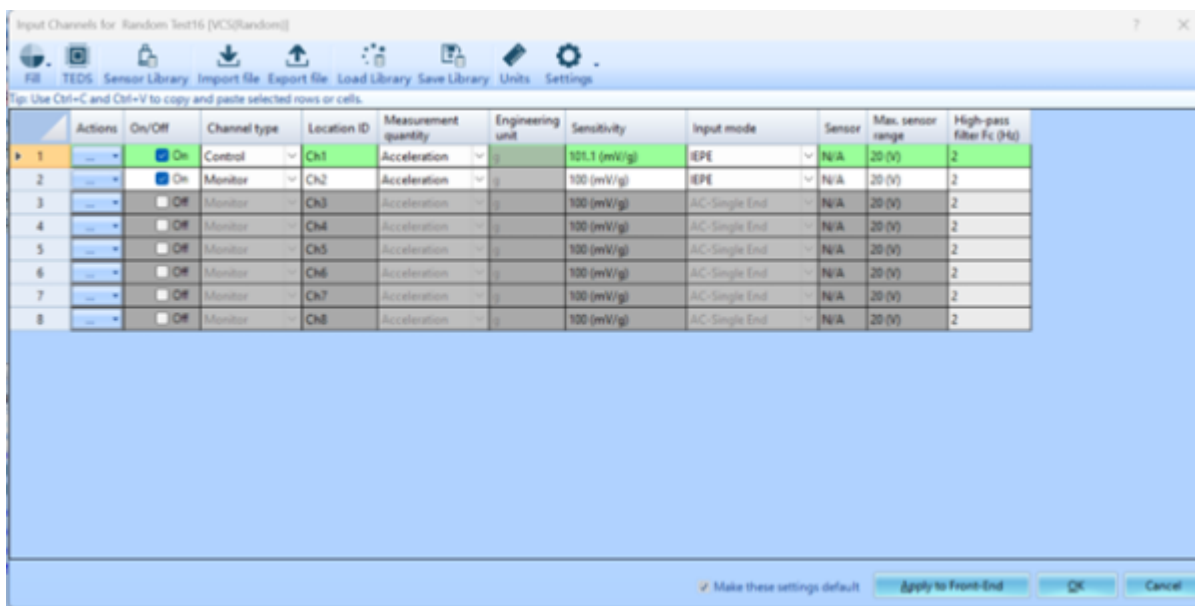 Input Channels for Random Test16 [VCS(Random)]
Fill TEDS Sensor Library Import file Export file Load Library Save Library Units Settings
Tip: Use Ctrl+C and Ctrl+V to copy and paste selected rows or cells.
Actions On/Off Channel type Location ID Measurement quantity Engineering unit Sensitivity Input mode Sensor Max. sensor range High-pass filter Fc (Hz)
1 ... On Control Ch1 Acceleration g 101.1 (mV/g) IEPE N/A 20 (V) 2
2 ... On Monitor Ch2 Acceleration g 100 (mV/g) IEPE N/A 20 (V) 2
3 ... Off Monitor Ch3 Acceleration g 100 (mV/g) AC-Single End N/A 20 (V) 2
4 ... Off Monitor Ch4 Acceleration g 100 (mV/g) AC-Single End N/A 20 (V) 2
5 ... Off Monitor Ch5 Acceleration g 100 (mV/g) AC-Single End N/A 20 (V) 2
6 ... Off Monitor Ch6 Acceleration g 100 (mV/g) AC-Single End N/A 20 (V) 2
7 ... Off Monitor Ch7 Acceleration g 100 (mV/g) AC-Single End N/A 20 (V) 2
8 ... Off Monitor Ch8 Acceleration g 100 (mV/g) AC-Single End N/A 20 (V) 2
Make these settings default Apply to Front-End OK Cancel